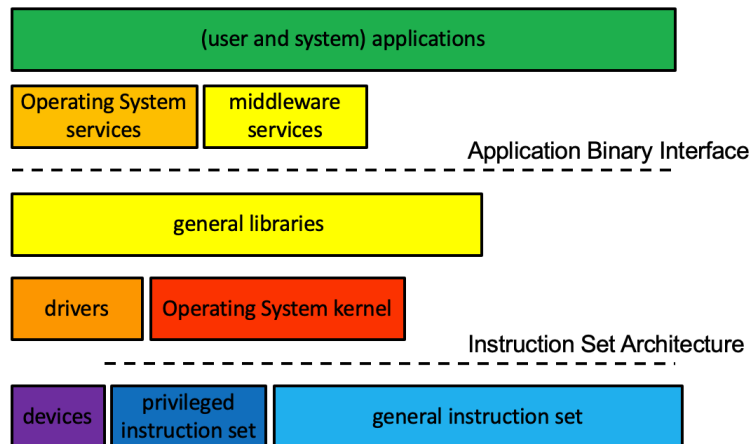 (user and system) applications
Operating System
services
middleware
services
Application Binary Interface
general libraries
drivers
Operating System kernel
Instruction Set Architecture
devices
privileged
instruction set
general instruction set